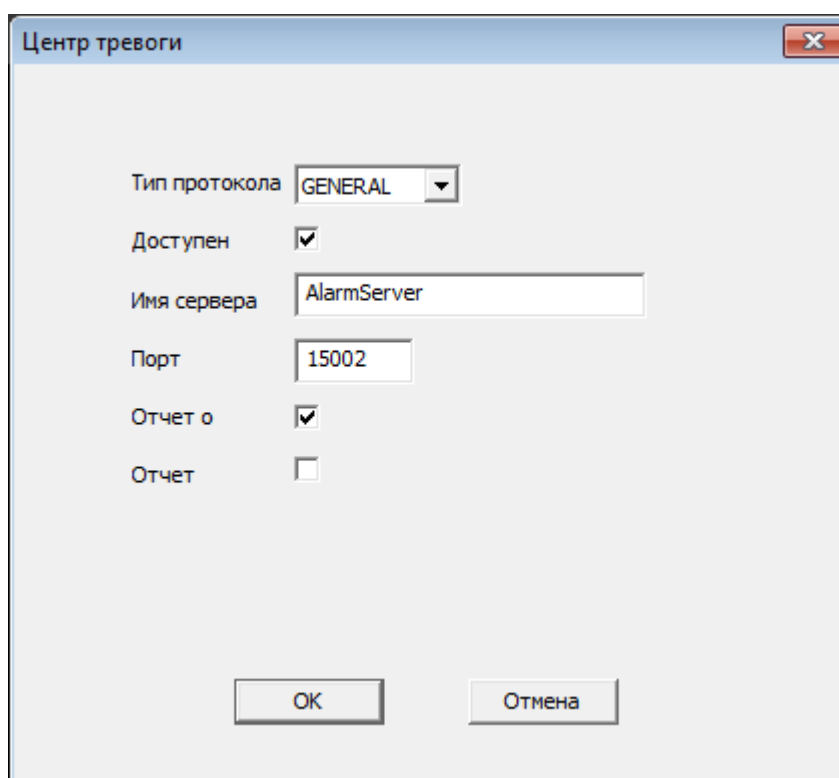 Центр тревоги
Тип протокола GENERAL
Доступен
Имя сервера AlarmServer
Порт 15002
Отчет о
Отчет
OK Отмена